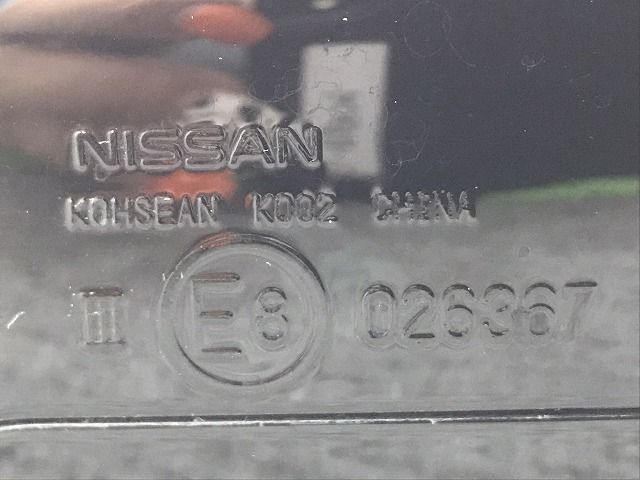 NISSAN
KOHSEAN K002 CHINA
III E8 026367